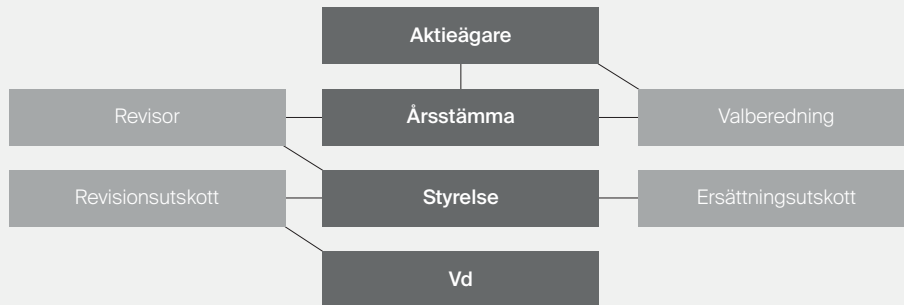 Aktieägare
Revisor
Årsstämma
Valberedning
Revisionsutskott
Styrelse
Ersättningsutskott
Vd